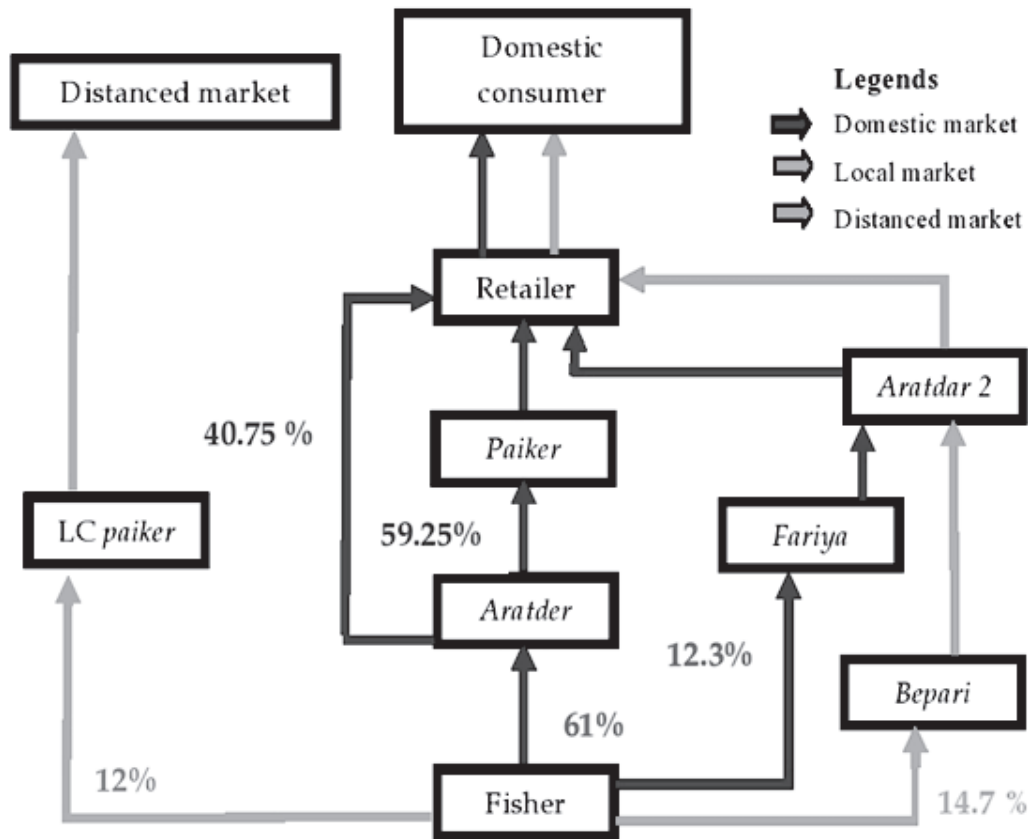 Domestic
consumer
Distanced market
Legends
Domestic market
Local market
Distanced market
Retailer
Aratdar 2
40.75 %
Paiker
LC paiker
59.25%
Fariya
Aratder
12.3%
Bepari
61%
12%
Fisher
14.7 %